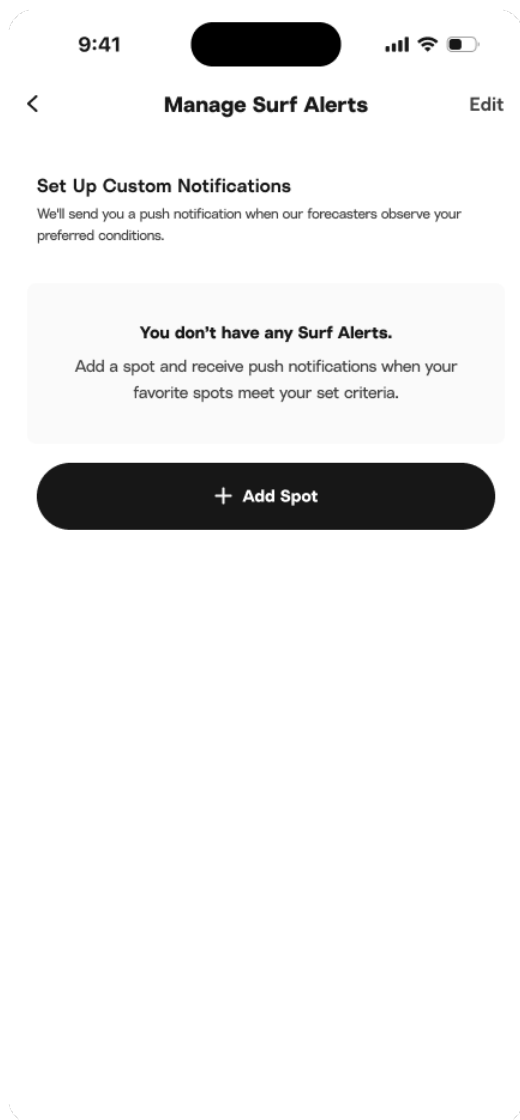 9:41
Manage Surf Alerts
Edit
Set Up Custom Notifications
We'll send you a push notification when our forecasters observe your
preferred conditions.
You don’t have any Surf Alerts.
Add a spot and receive push notifications when your
favorite spots meet your set criteria.
+ Add Spot